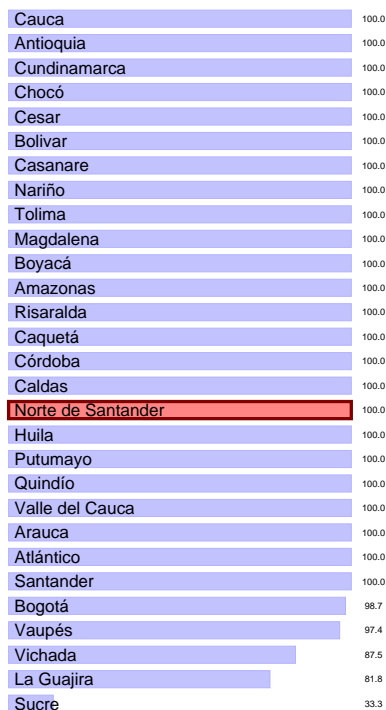 Cauca 100.0
Antioquia 100.0
Cundinamarca 100.0
Chocó 100.0
Cesar 100.0
Bolivar 100.0
Casanare 100.0
Nariño 100.0
Tolima 100.0
Magdalena 100.0
Boyacá 100.0
Amazonas 100.0
Risaralda 100.0
Caquetá 100.0
Córdoba 100.0
Caldas 100.0
Norte de Santander 100.0
Huila 100.0
Putumayo 100.0
Quindío 100.0
Valle del Cauca 100.0
Arauca 100.0
Atlántico 100.0
Santander 100.0
Bogotá 98.7
Vaupés 97.4
Vichada 87.5
La Guajira 81.8
Sucre 33.3